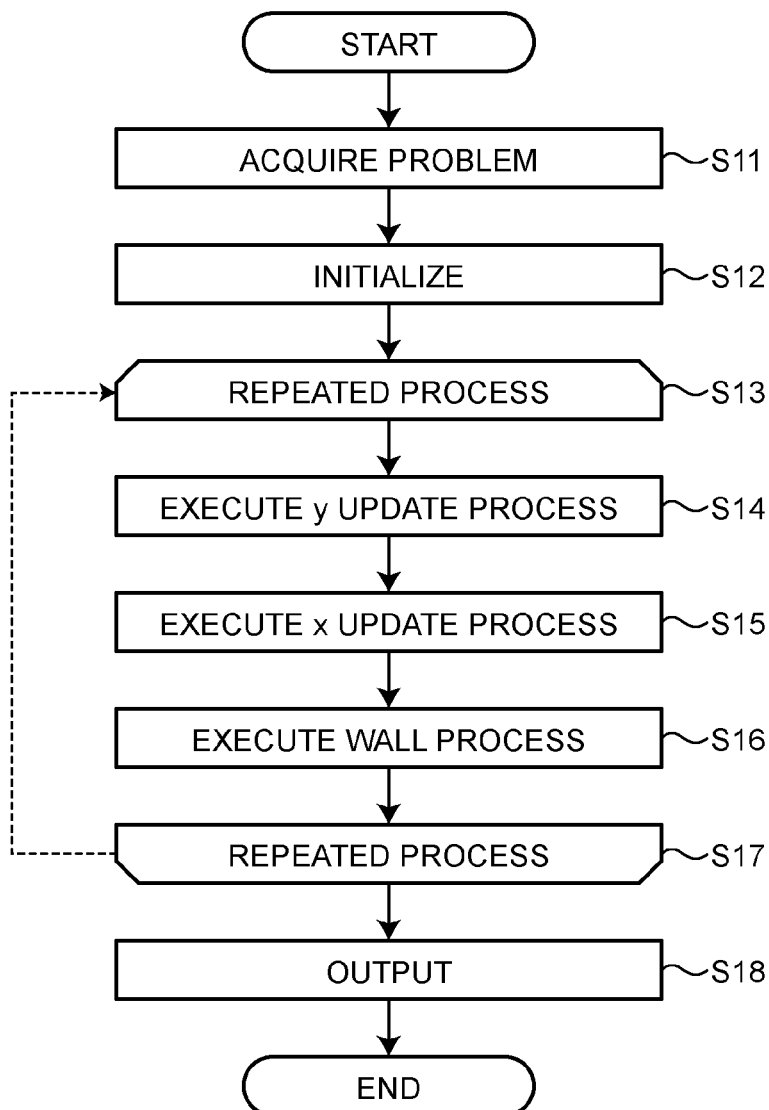 START
ACQUIRE PROBLEM
S11
INITIALIZE
S12
REPEATED PROCESS
S13
EXECUTE y UPDATE PROCESS
S14
EXECUTE x UPDATE PROCESS
S15
EXECUTE WALL PROCESS
S16
REPEATED PROCESS
S17
OUTPUT
S18
END